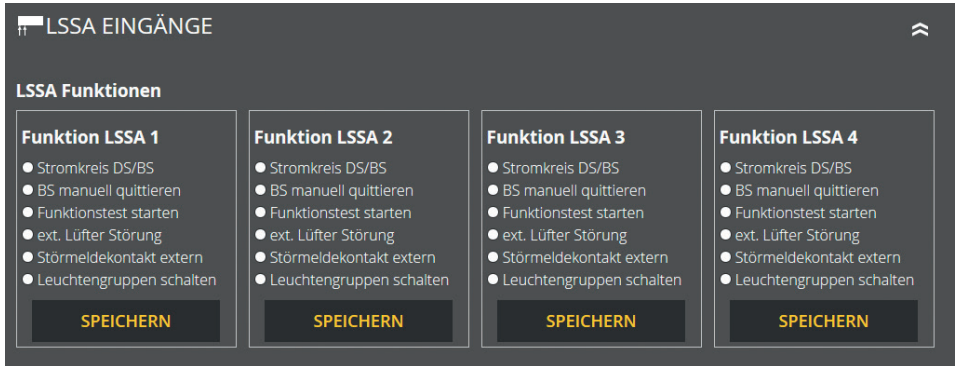 LSSA EINGÄNGE
LSSA Funktionen
Funktion LSSA 1
Stromkreis DS/BS
BS manuell quittieren
Funktionstest starten
ext. Lüfter Störung
Störmeldekontakt extern
Leuchtengruppen schalten
SPEICHERN
Funktion LSSA 2
Stromkreis DS/BS
BS manuell quittieren
Funktionstest starten
ext. Lüfter Störung
Störmeldekontakt extern
Leuchtengruppen schalten
SPEICHERN
Funktion LSSA 3
Stromkreis DS/BS
BS manuell quittieren
Funktionstest starten
ext. Lüfter Störung
Störmeldekontakt extern
Leuchtengruppen schalten
SPEICHERN
Funktion LSSA 4
Stromkreis DS/BS
BS manuell quittieren
Funktionstest starten
ext. Lüfter Störung
Störmeldekontakt extern
Leuchtengruppen schalten
SPEICHERN